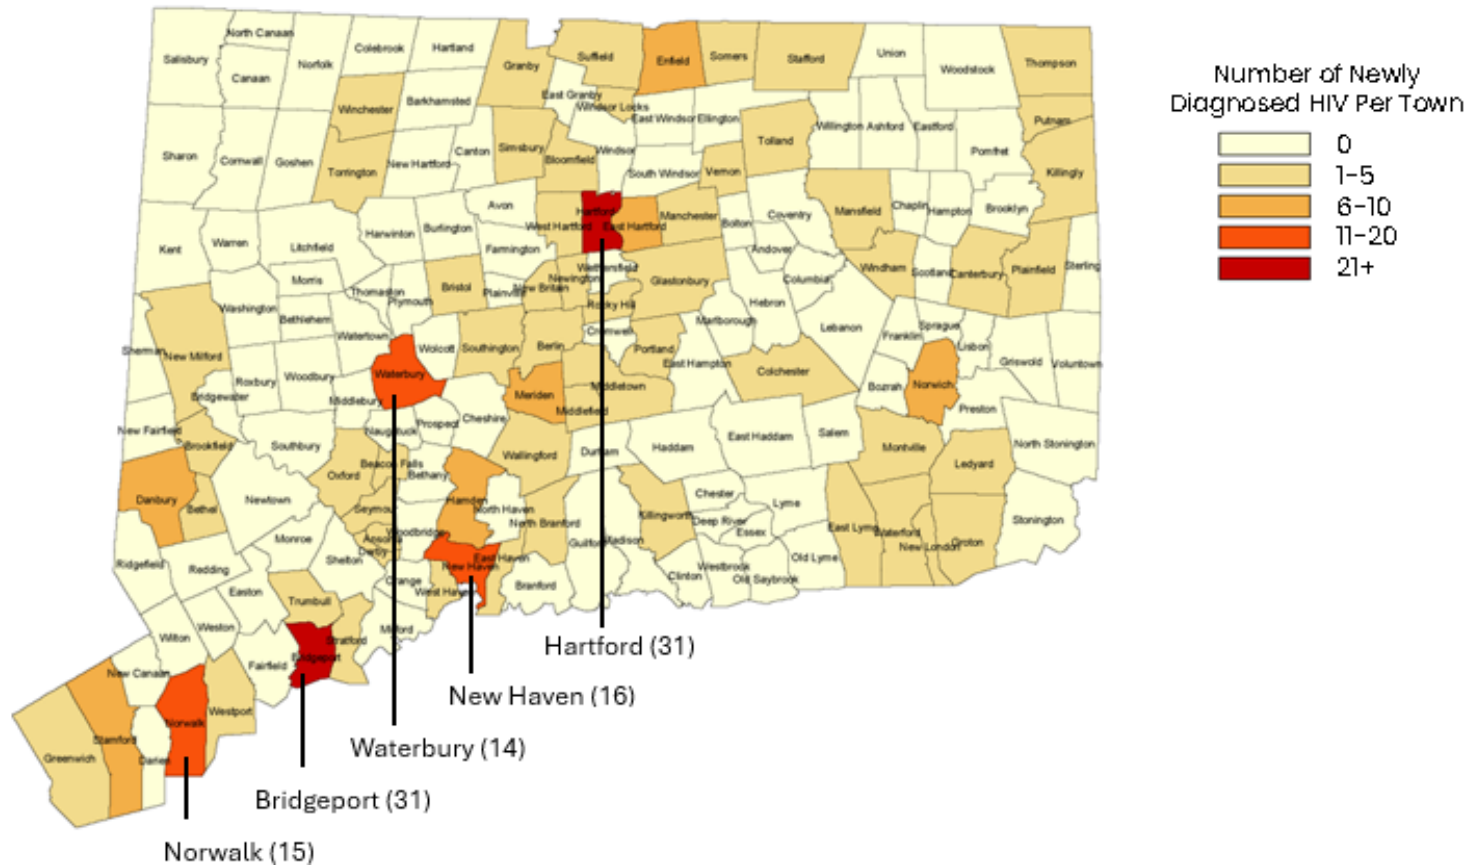 Number of Newly
Diagnosed HIV Per Town
0
1-5
6-10
11-20
21+
North Canaan
Colebrook
Hartland
Suffield
Enfield
Somers
Stafford
Union
Woodstock
Thompson
Salisbury
Canaan
Norfolk
Granby
East Granby
Windsor Locks
Winchester
Barkhamsted
East Windsor
Ellington
Willington
Ashford
Eastford
Putnam
Sharon
Cornwall
Goshen
Torrington
New Hartford
Canton
Simsbury
Bloomfield
Windsor
South Windsor
Vernon
Tolland
Pomfret
Killingly
Kent
Warren
Litchfield
Harwinton
Burlington
Avon
Farmington
West Hartford
Hartford
East Hartford
Manchester
Bolton
Coventry
Mansfield
Chaplin
Hampton
Brooklyn
Morris
Thomaston
Plymouth
Bristol
Plainville
New Britain
Newington
Wethersfield
Rocky Hill
Glastonbury
Andover
Columbia
Hebron
Windham
Scotland
Canterbury
Plainfield
Sterling
Washington
Bethlehem
Watertown
Wolcott
Southington
Berlin
Cromwell
Portland
Marlborough
East Hampton
Lebanon
Franklin
Sprague
Lisbon
Griswold
Voluntown
Sherman
New Milford
Roxbury
Woodbury
Bridgewater
Middlebury
Waterbury
Cheshire
Prospect
Naugatuck
Meriden
Middletown
Middlefield
Colchester
Bozrah
Norwich
Preston
New Fairfield
Brookfield
Southbury
Oxford
Beacon Falls
Bethany
Wallingford
Durham
Haddam
East Haddam
Salem
Montville
Ledyard
North Stonington
Danbury
Bethel
Newtown
Seymour
Ansonia
Derby
Woodbridge
Hamden
North Haven
North Branford
Guilford
Madison
Killingworth
Chester
Deep River
Essex
Lyme
East Lyme
Waterford
New London
Groton
Stonington
Ridgefield
Redding
Monroe
Shelton
Orange
West Haven
New Haven
East Haven
Branford
Clinton
Westbrook
Old Saybrook
Old Lyme
Easton
Trumbull
Milford
Wilton
Weston
Fairfield
Bridgeport
Stratford
New Canaan
Norwalk
Westport
Greenwich
Stamford
Darien
Hartford (31)
New Haven (16)
Waterbury (14)
Bridgeport (31)
Norwalk (15)